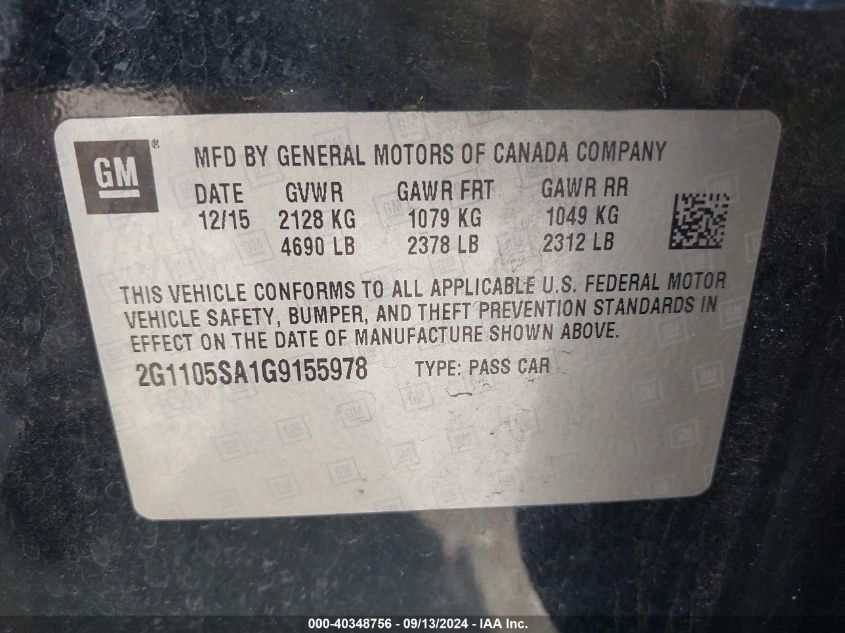 GM ®
MFD BY GENERAL MOTORS OF CANADA COMPANY
DATE GVWR GAWR FRT GAWR RR
12/15 2128 KG 1079 KG 1049 KG
4690 LB 2378 LB 2312 LB
THIS VEHICLE CONFORMS TO ALL APPLICABLE U.S. FEDERAL MOTOR
VEHICLE SAFETY, BUMPER, AND THEFT PREVENTION STANDARDS IN
EFFECT ON THE DATE OF MANUFACTURE SHOWN ABOVE.
2G1105SA1G9155978 TYPE: PASS CAR
000-40348756 - 09/13/2024 - IAA Inc.